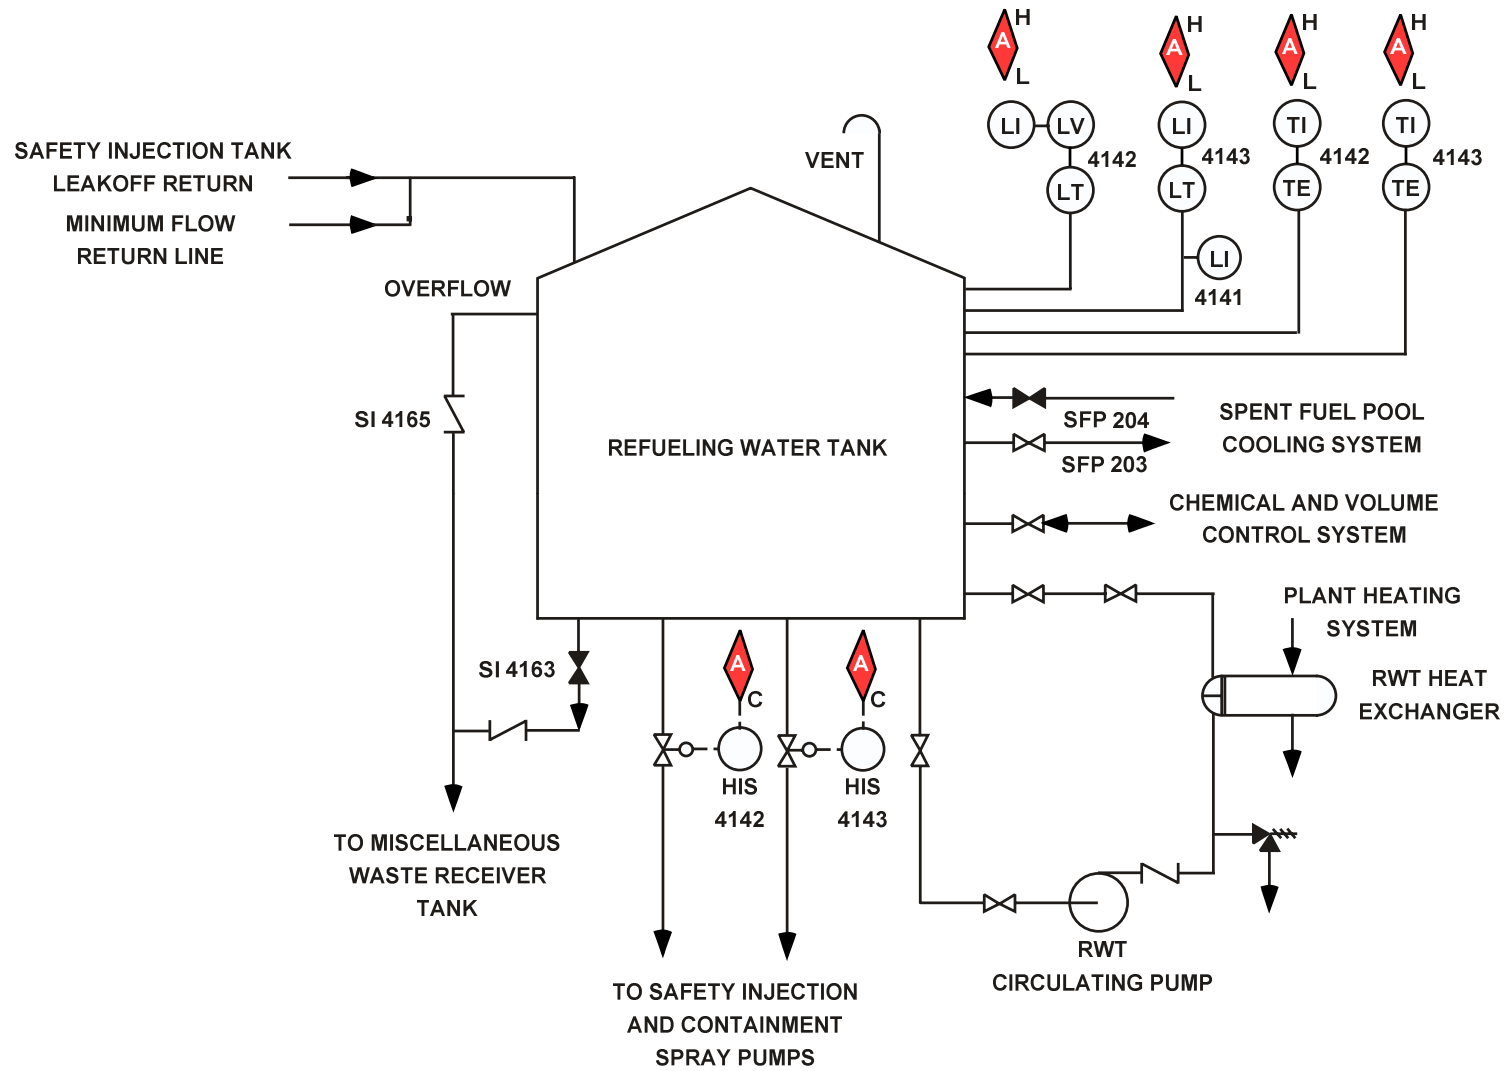 H
A
L
H
A
L
H
A
L
H
A
L
LI
LV
4142
LT
LI
4143
LT
LI
4141
TI
4142
TE
TI
4143
TE
SAFETY INJECTION TANK
LEAKOFF RETURN
MINIMUM FLOW
RETURN LINE
VENT
OVERFLOW
SI 4165
REFUELING WATER TANK
SFP 204
SFP 203
SPENT FUEL POOL
COOLING SYSTEM
CHEMICAL AND VOLUME
CONTROL SYSTEM
PLANT HEATING
SYSTEM
RWT HEAT
EXCHANGER
SI 4163
A
C
HIS
4142
A
C
HIS
4143
TO MISCELLANEOUS
WASTE RECEIVER
TANK
RWT
CIRCULATING PUMP
TO SAFETY INJECTION
AND CONTAINMENT
SPRAY PUMPS